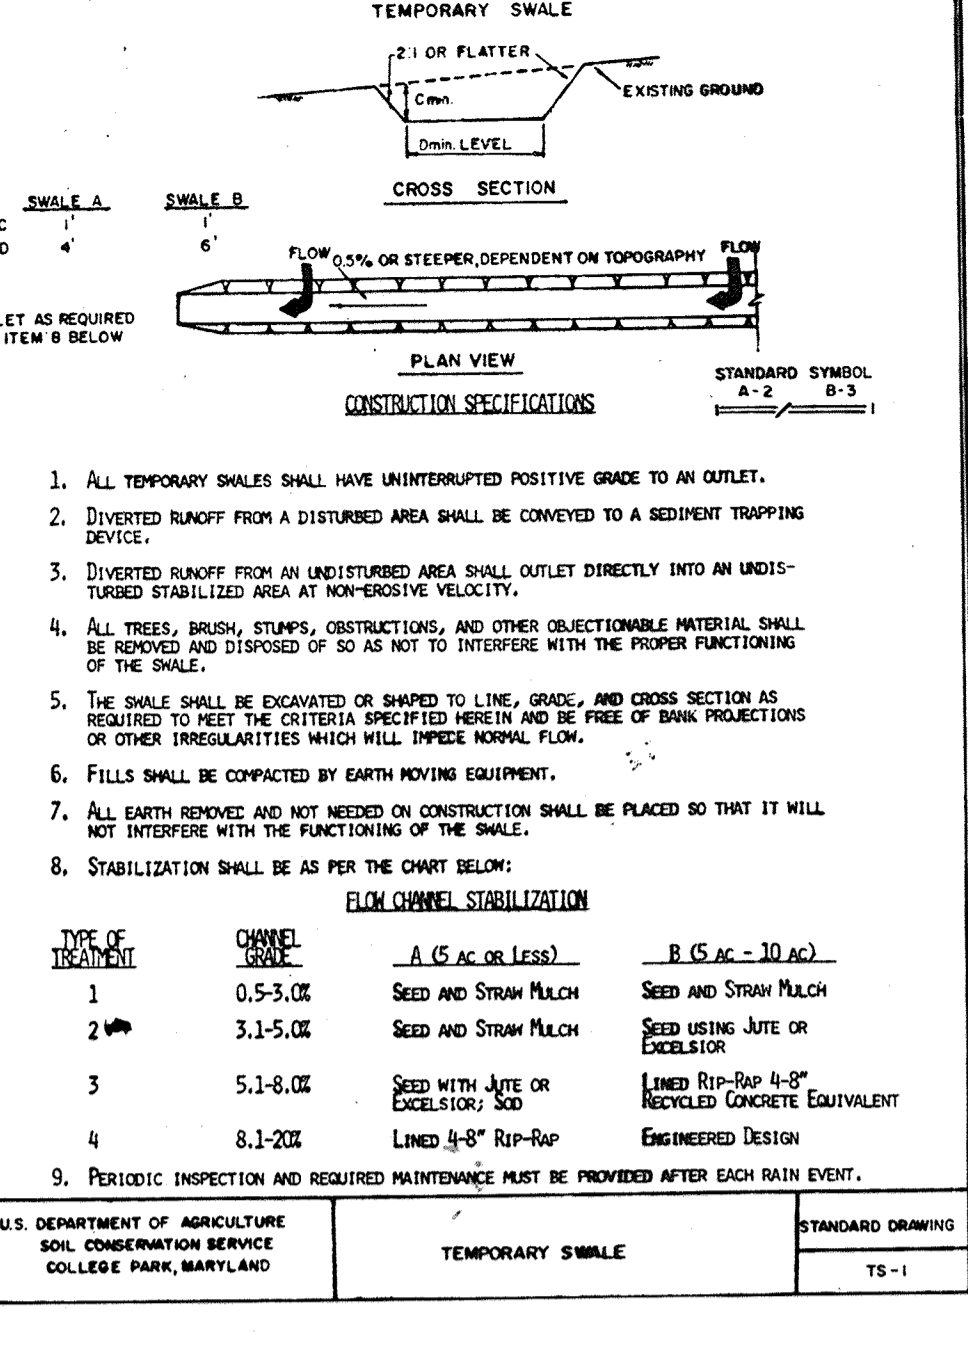 TEMPORARY SWALE
2:1 OR FLATTER
EXISTING GROUND
Cmin.
Dmin. LEVEL
CROSS SECTION
SWALE A SWALE B
C 1' 1'
D 4' 6'
FLOW 0.5% OR STEEPER, DEPENDENT ON TOPOGRAPHY FLOW
AS REQUIRED
ITEM 8 BELOW
PLAN VIEW
STANDARD SYMBOL
A-2 B-3
CONSTRUCTION SPECIFICATIONS
1. ALL TEMPORARY SWALES SHALL HAVE UNINTERRUPTED POSITIVE GRADE TO AN OUTLET.
2. DIVERTED RUNOFF FROM A DISTURBED AREA SHALL BE CONVEYED TO A SEDIMENT TRAPPING
DEVICE.
3. DIVERTED RUNOFF FROM AN UNDISTURBED AREA SHALL OUTLET DIRECTLY INTO AN UNDIS-
TURBED STABILIZED AREA AT NON-EROSIVE VELOCITY.
4. ALL TREES, BRUSH, STUMPS, OBSTRUCTIONS, AND OTHER OBJECTIONABLE MATERIAL SHALL
BE REMOVED AND DISPOSED OF SO AS NOT TO INTERFERE WITH THE PROPER FUNCTIONING
OF THE SWALE.
5. THE SWALE SHALL BE EXCAVATED OR SHAPED TO LINE, GRADE, AND CROSS SECTION AS
REQUIRED TO MEET THE CRITERIA SPECIFIED HEREIN AND BE FREE OF BANK PROJECTIONS
OR OTHER IRREGULARITIES WHICH WILL IMPEDE NORMAL FLOW.
6. FILLS SHALL BE COMPACTED BY EARTH MOVING EQUIPMENT.
7. ALL EARTH REMOVED AND NOT NEEDED ON CONSTRUCTION SHALL BE PLACED SO THAT IT WILL
NOT INTERFERE WITH THE FUNCTIONING OF THE SWALE.
8. STABILIZATION SHALL BE AS PER THE CHART BELOW:
FLOW CHANNEL STABILIZATION
TYPE OF CHANNEL
TREATMENT GRADE A (5 AC OR LESS) B (5 AC - 10 AC)
1 0.5-3.0% SEED AND STRAW MULCH SEED AND STRAW MULCH
2 3.1-5.0% SEED AND STRAW MULCH SEED USING JUTE OR
EXCELSIOR
3 5.1-8.0% SEED WITH JUTE OR LINED RIP-RAP 4-8"
EXCELSIOR; SOD RECYCLED CONCRETE EQUIVALENT
4 8.1-20% LINED 4-8" RIP-RAP ENGINEERED DESIGN
9. PERIODIC INSPECTION AND REQUIRED MAINTENANCE MUST BE PROVIDED AFTER EACH RAIN EVENT.
U.S. DEPARTMENT OF AGRICULTURE
SOIL CONSERVATION SERVICE
COLLEGE PARK, MARYLAND
TEMPORARY SWALE
STANDARD DRAWING
TS-1